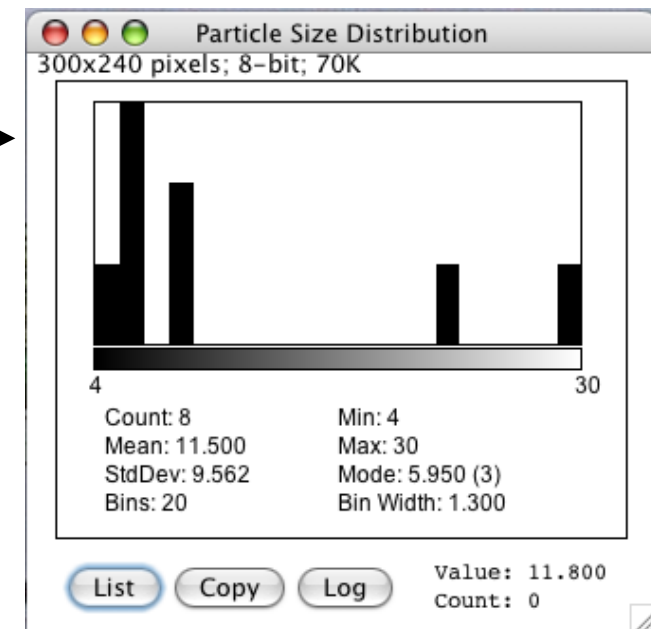 Particle Size Distribution
300x240 pixels; 8-bit; 70K
4 30
Count: 8 Min: 4
Mean: 11.500 Max: 30
StdDev: 9.562 Mode: 5.950 (3)
Bins: 20 Bin Width: 1.300
List Copy Log Value: 11.800
Count: 0